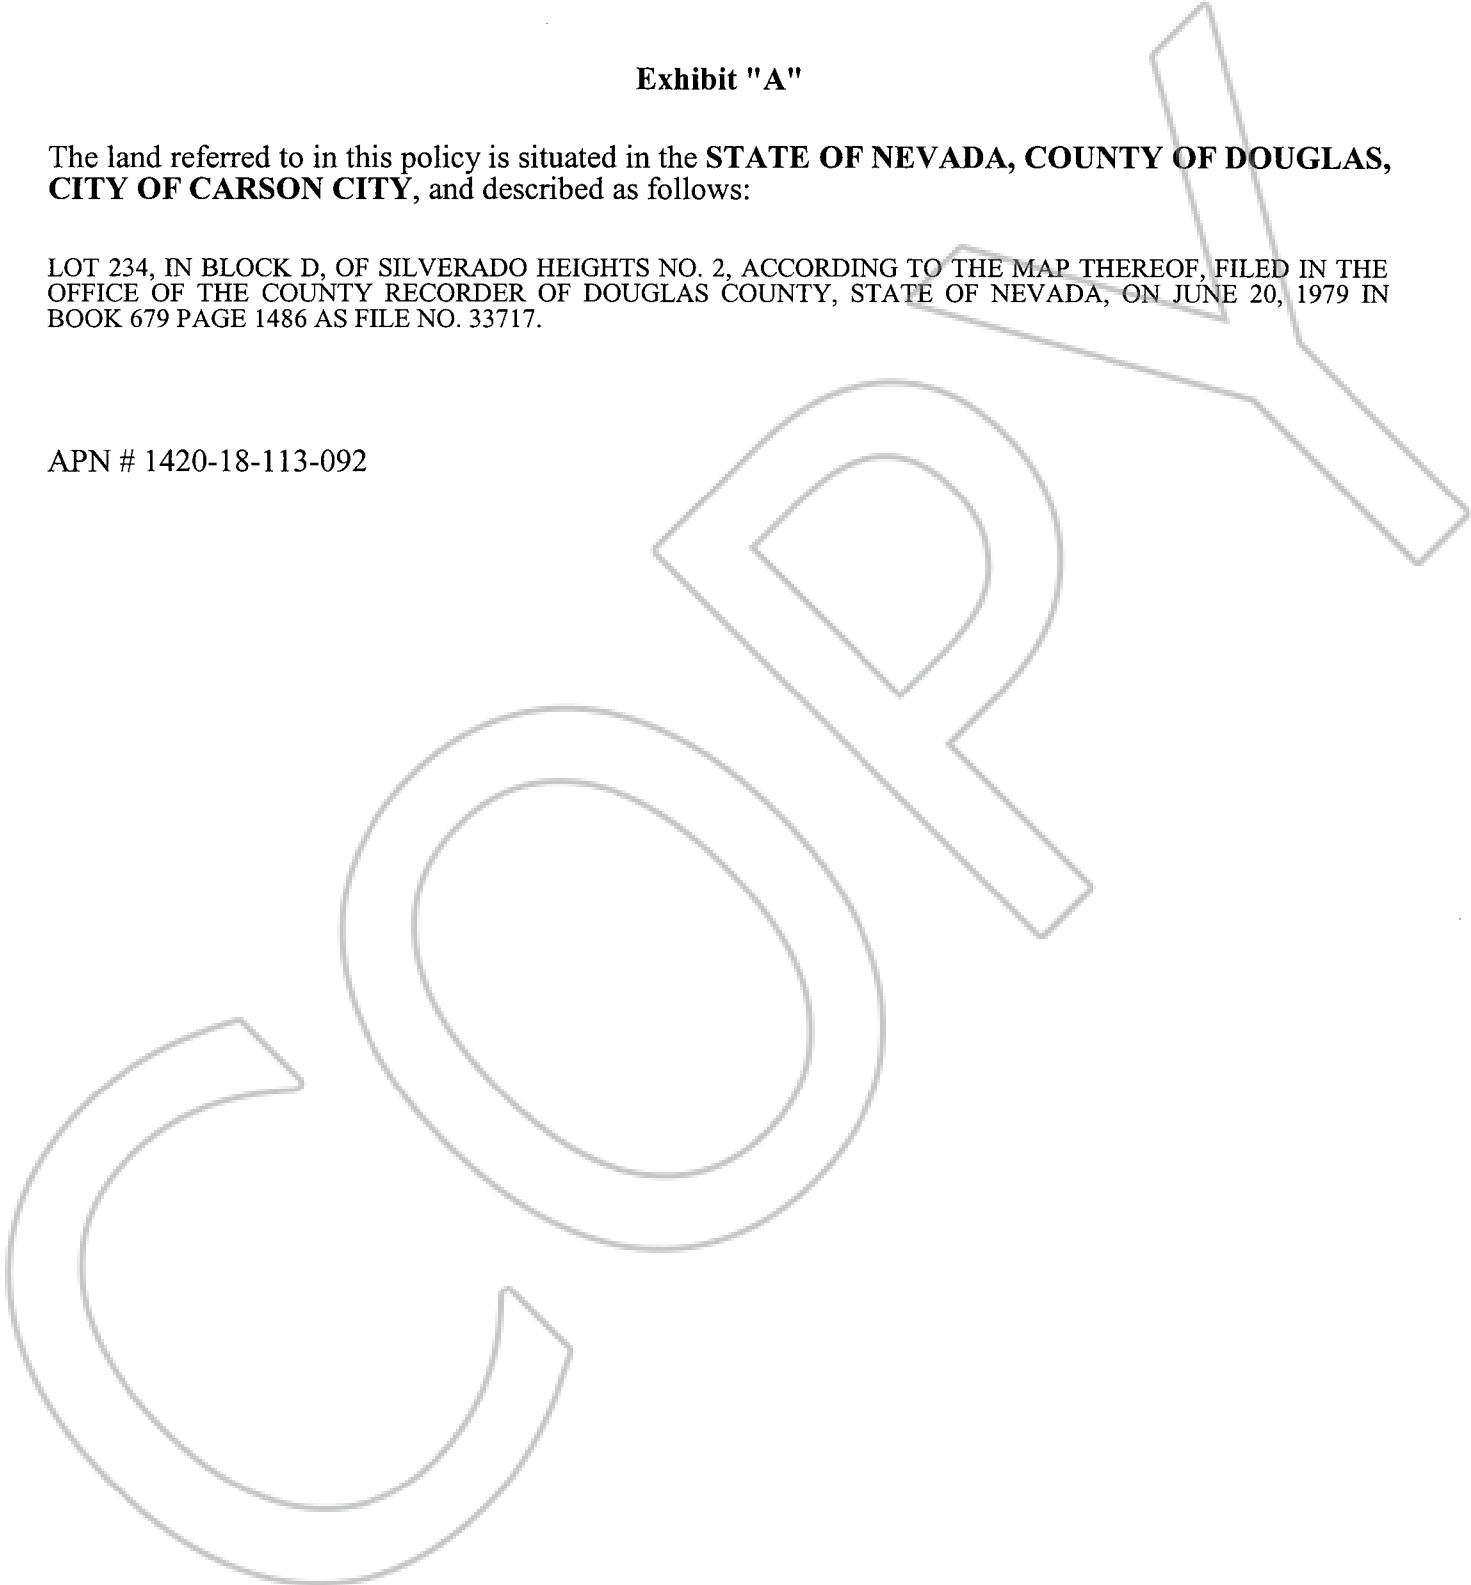 Exhibit "A"
The land referred to in this policy is situated in the STATE OF NEVADA, COUNTY OF DOUGLAS,
CITY OF CARSON CITY, and described as follows:
LOT 234, IN BLOCK D, OF SILVERADO HEIGHTS NO. 2, ACCORDING TO THE MAP THEREOF, FILED IN THE
OFFICE OF THE COUNTY RECORDER OF DOUGLAS COUNTY, STATE OF NEVADA, ON JUNE 20, 1979 IN
BOOK 679 PAGE 1486 AS FILE NO. 33717.
APN # 1420-18-113-092
COPY